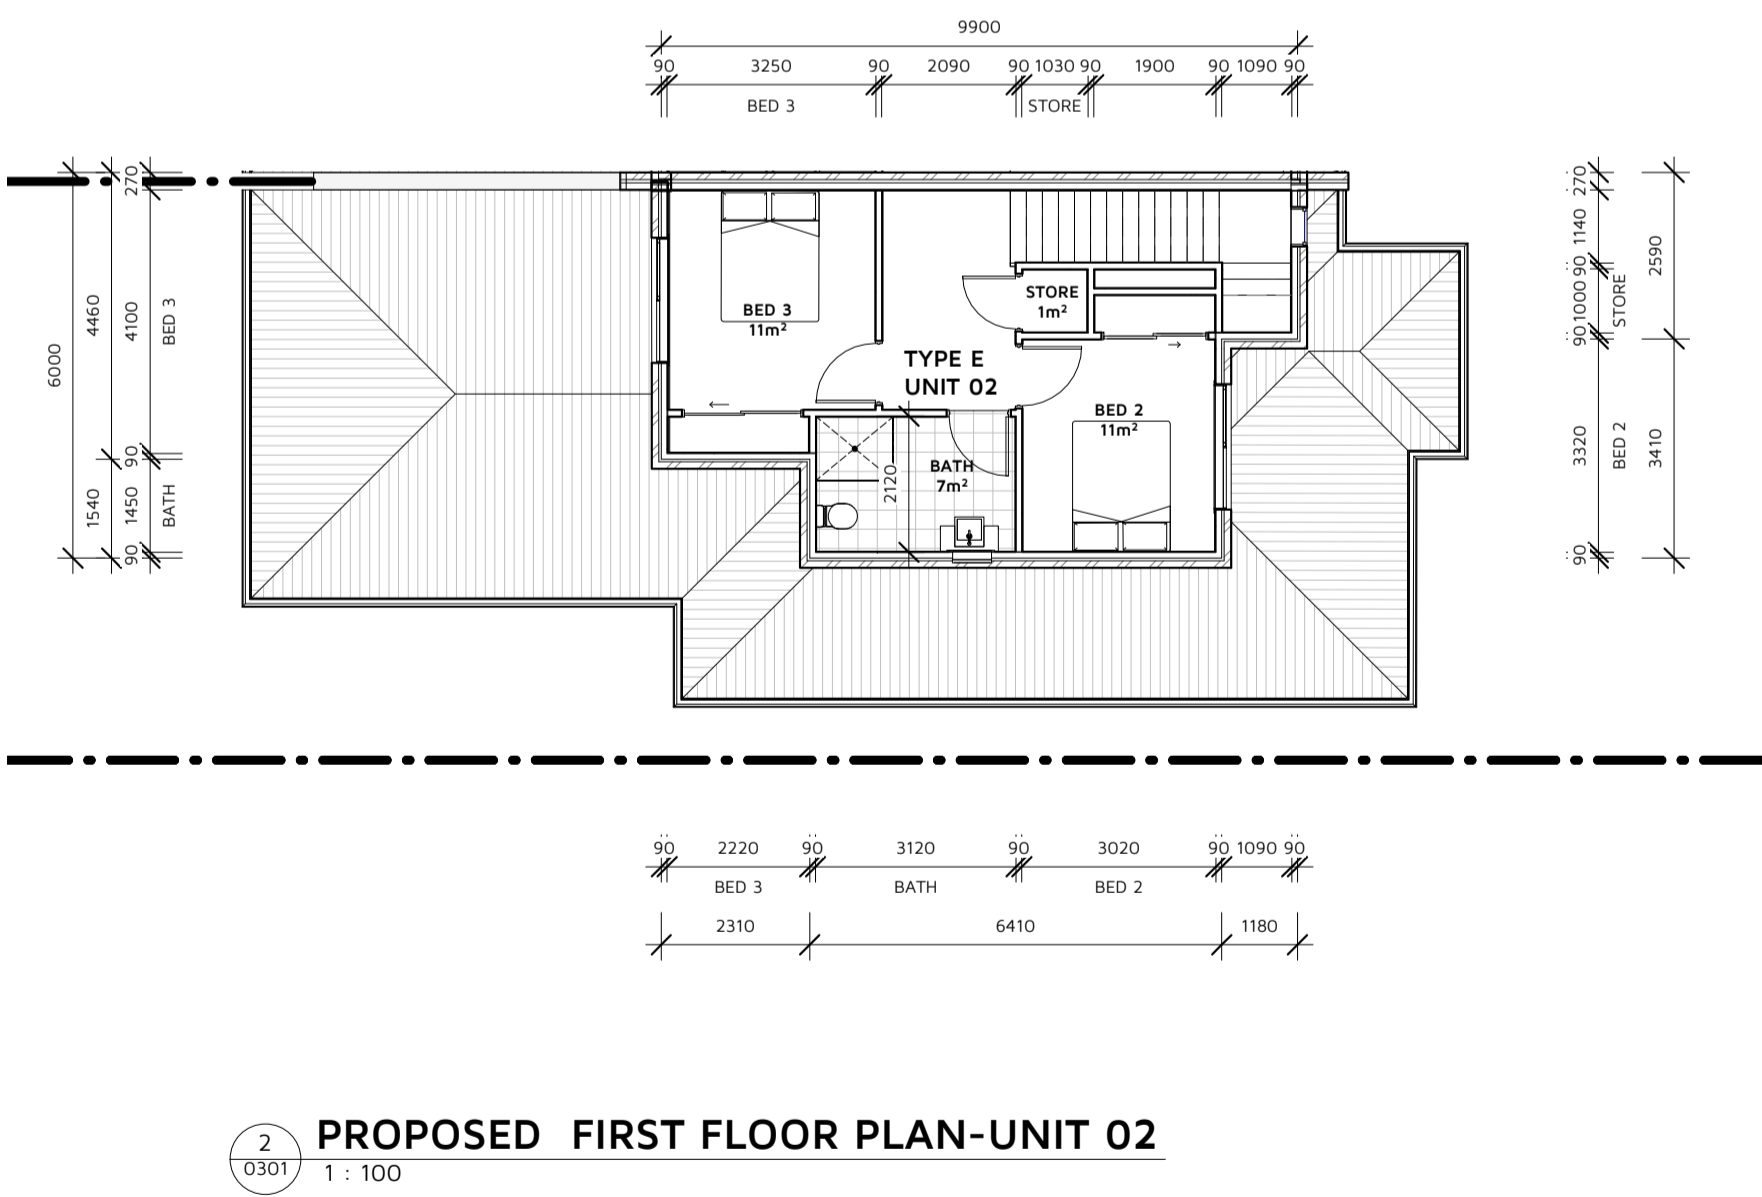 9900
90 3250 90 2090 90 1030 90 1900 90 1090 90
BED 3 STORE
270
4460
4100
BED 3
6000
90
1540
1450
BATH
90
BED 3
11m²
STORE
1m²
TYPE E
UNIT 02
BED 2
11m²
BATH
7m²
2120
270
1140
2590
90
1000
STORE
90
3320
BED 2
3410
90
90 2220 90 3120 90 3020 90 1090 90
BED 3 BATH BED 2
2310 6410 1180
2
0301
PROPOSED FIRST FLOOR PLAN-UNIT 02
1 : 100